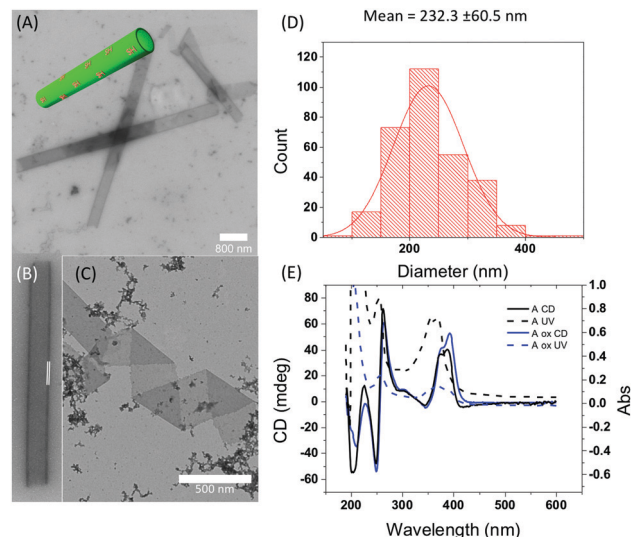 (A)
800 nm
(B)
(C)
500 nm
(D)
Mean = 232.3 ±60.5 nm
120
100
80
60
40
20
0
Count
200
400
Diameter (nm)
(E)
80
60
40
20
0
-20
-40
-60
CD (mdeg)
A CD
A UV
A ox CD
A ox UV
1.0
0.8
0.6
0.4
0.2
0.0
-0.2
-0.4
-0.6
Abs
200
300
400
500
600
Wavelength (nm)